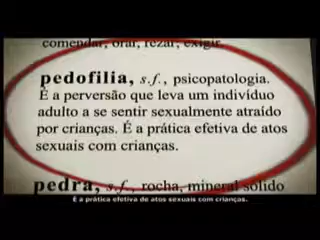 comendar, orar, rezar, exigir.
pedofilia, s.f., psicopatologia.
É a perversão que leva um indivíduo
adulto a se sentir sexualmente atraído
por crianças. É a prática efetiva de atos
sexuais com crianças.
pedra, s.f., rocha, mineral sólido
É a prática efetiva de atos sexuais com crianças.